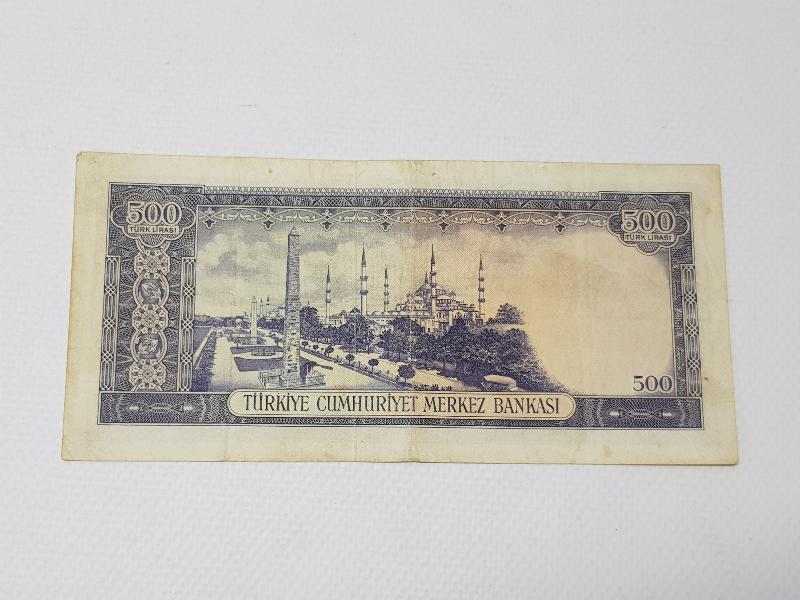 500
TÜRK LİRASI
500
TÜRK LİRASI
500
TÜRKİYE CUMHURİYET MERKEZ BANKASI